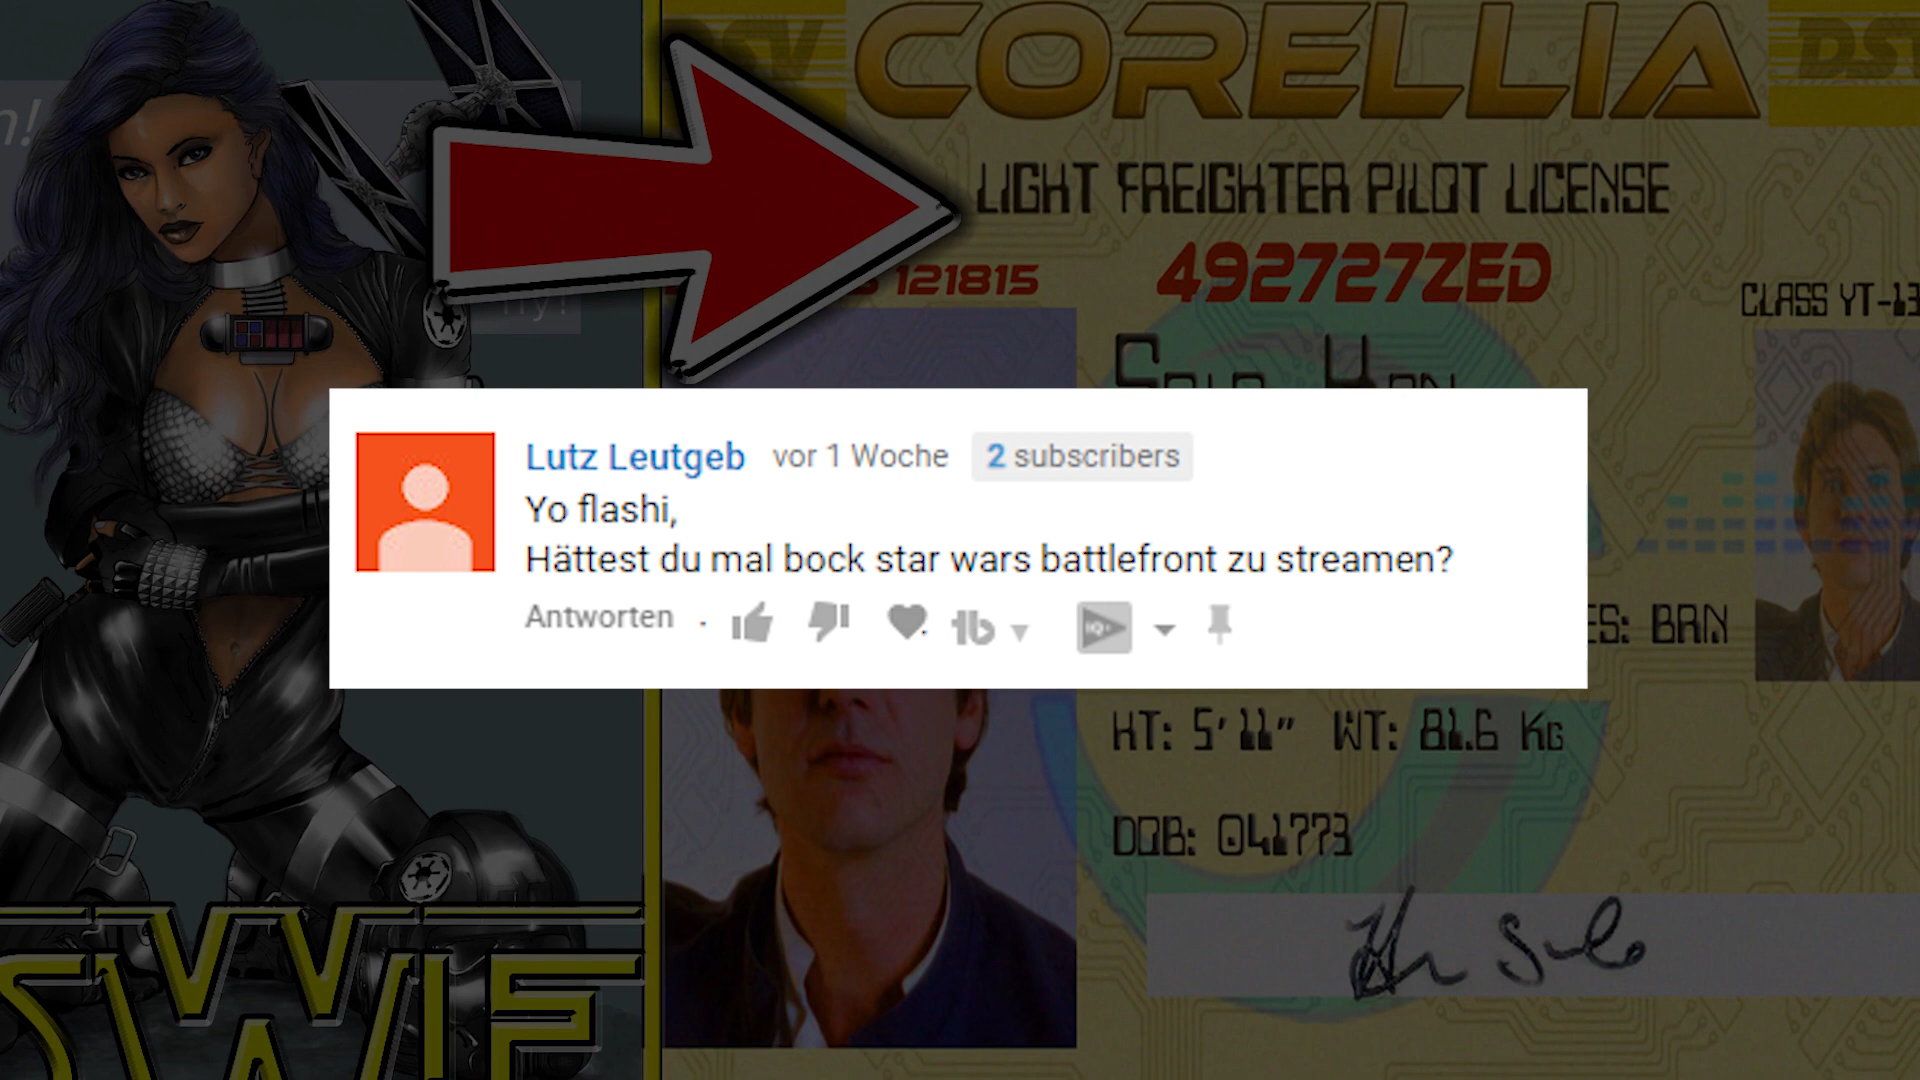 CORELLIA
LIGHT FREIGHTER PILOT LICENSE
121815
492727ZED
CLASS YT-13
Solo Han
Lutz Leutgeb vor 1 Woche 2 subscribers
Yo flashi,
Hättest du mal bock star wars battlefront zu streamen?
Antworten
ES: BRN
HT: 5' 11" WT: 81.6 KG
DOB: 041773
Han Solo